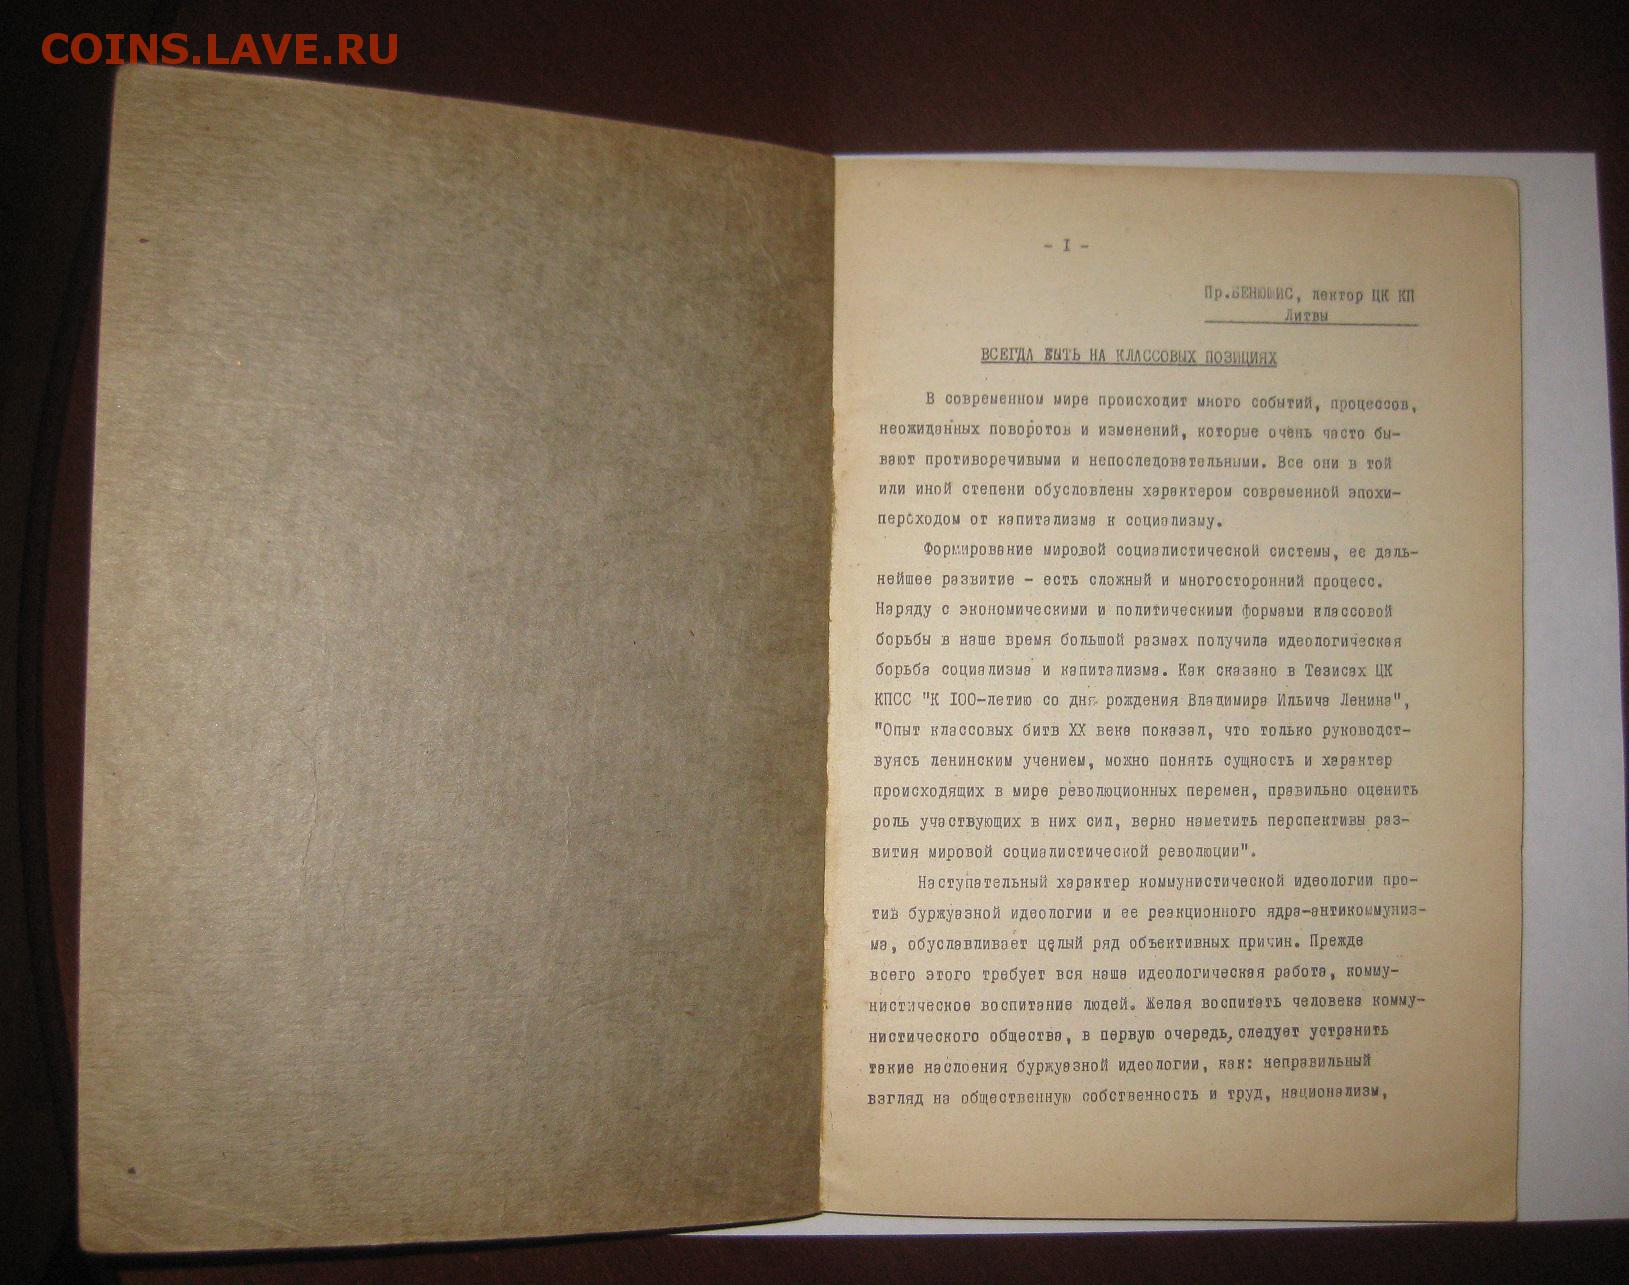 COINS.LAVE.RU
- I -
Пр. лектор ЦК КП
Литвы
ВСЕГДА БЫТЬ НА КЛАССОВЫХ ПОЗИЦИЯХ
В современном мире происходит много событий, процессов,
неожиданных поворотов и изменений, которые очень часто бы-
вают противоречивыми и непоследовательными. Все они в той
или иной степени обусловлены характером современной эпохи-
переходом от капитализма к социализму.
Формирование мировой социалистической системы, ее даль-
нейшее развитие - есть сложный и многосторонний процесс.
Наряду с экономическими и политическими формами классовой
борьбы в наше время большой размах получила идеологическая
борьба социализма и капитализма. Как сказано в Тезисах ЦК
КПСС "К 100-летию со дня рождения Владимира Ильича Ленина",
"Опыт классовых битв XX века показал, что только руководст-
вуясь ленинским учением, можно понять сущность и характер
происходящих в мире революционных перемен, правильно оценить
роль участвующих в них сил, верно наметить перспективы раз-
вития мировой социалистической революции".
Наступательный характер коммунистической идеологии про-
тив буржуазной идеологии и ее реакционного ядра-антикоммуниз-
ма, обуславливает целый ряд объективных причин. Прежде
всего этого требует вся наша идеологическая работа, комму-
нистическое воспитание людей. Желая воспитать человека комму-
нистического общества, в первую очередь, следует устранить
такие наслоения буржуазной идеологии, как: неправильный
взгляд на общественную собственность и труд, национализм,